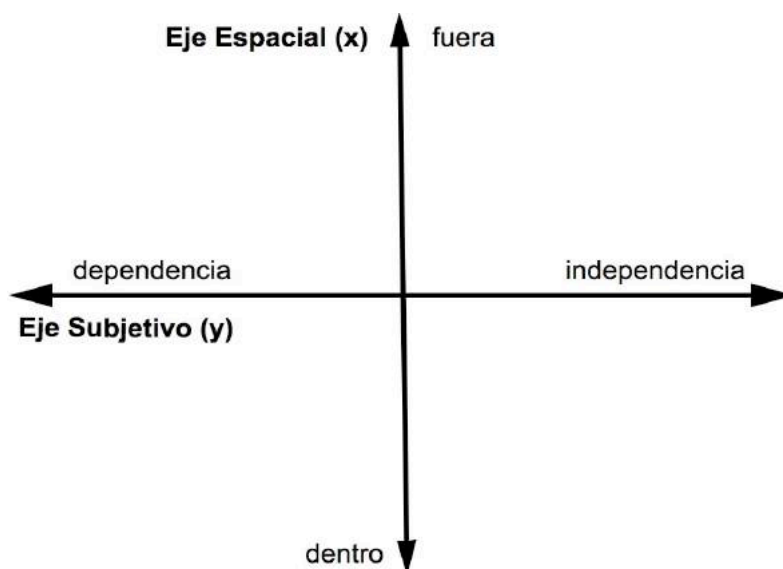 Eje Espacial (x) fuera
dependencia independencia
Eje Subjetivo (y)
dentro